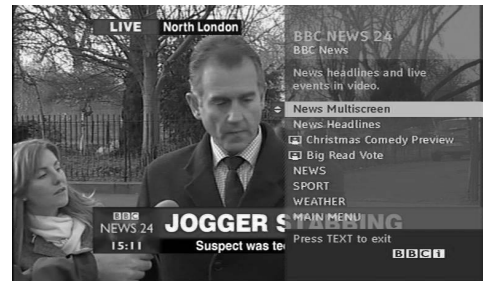 LIVE North London
BBC NEWS 24
BBC News
News headlines and live
events in video.
News Multiscreen
News Headlines
Christmas Comedy Preview
Big Read Vote
NEWS
SPORT
WEATHER
MAIN MENU
Press TEXT to exit
BBC 1
BBC
NEWS 24
15:11
JOGGER STABBING
Suspect was